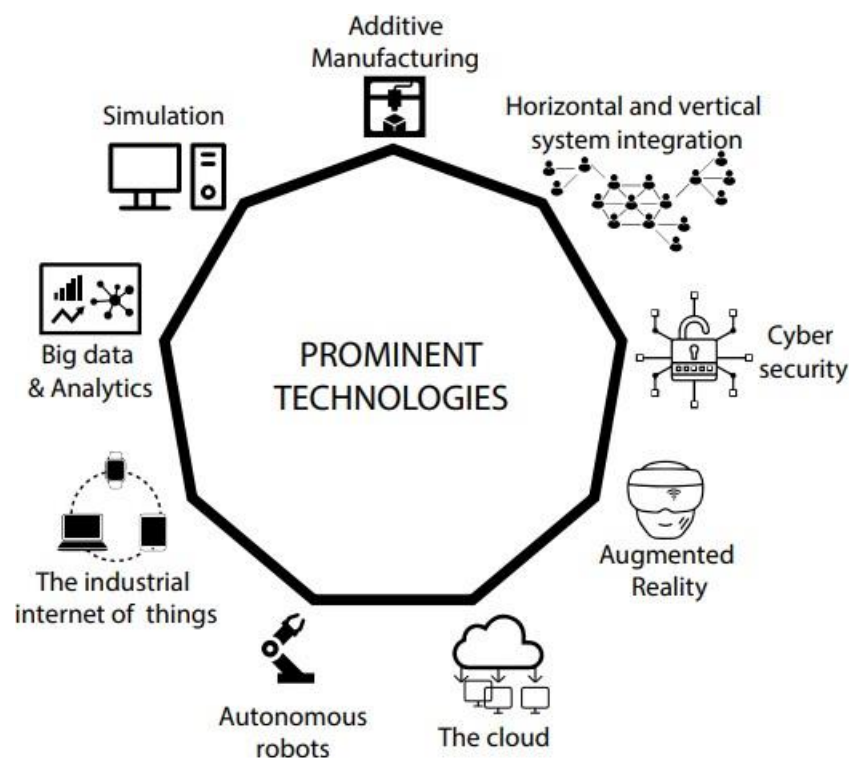 Additive
Manufacturing
Horizontal and vertical
system integration
Simulation
Cyber
security
PROMINENT
TECHNOLOGIES
Big data
& Analytics
Augmented
Reality
The industrial
internet of things
Autonomous
robots
The cloud